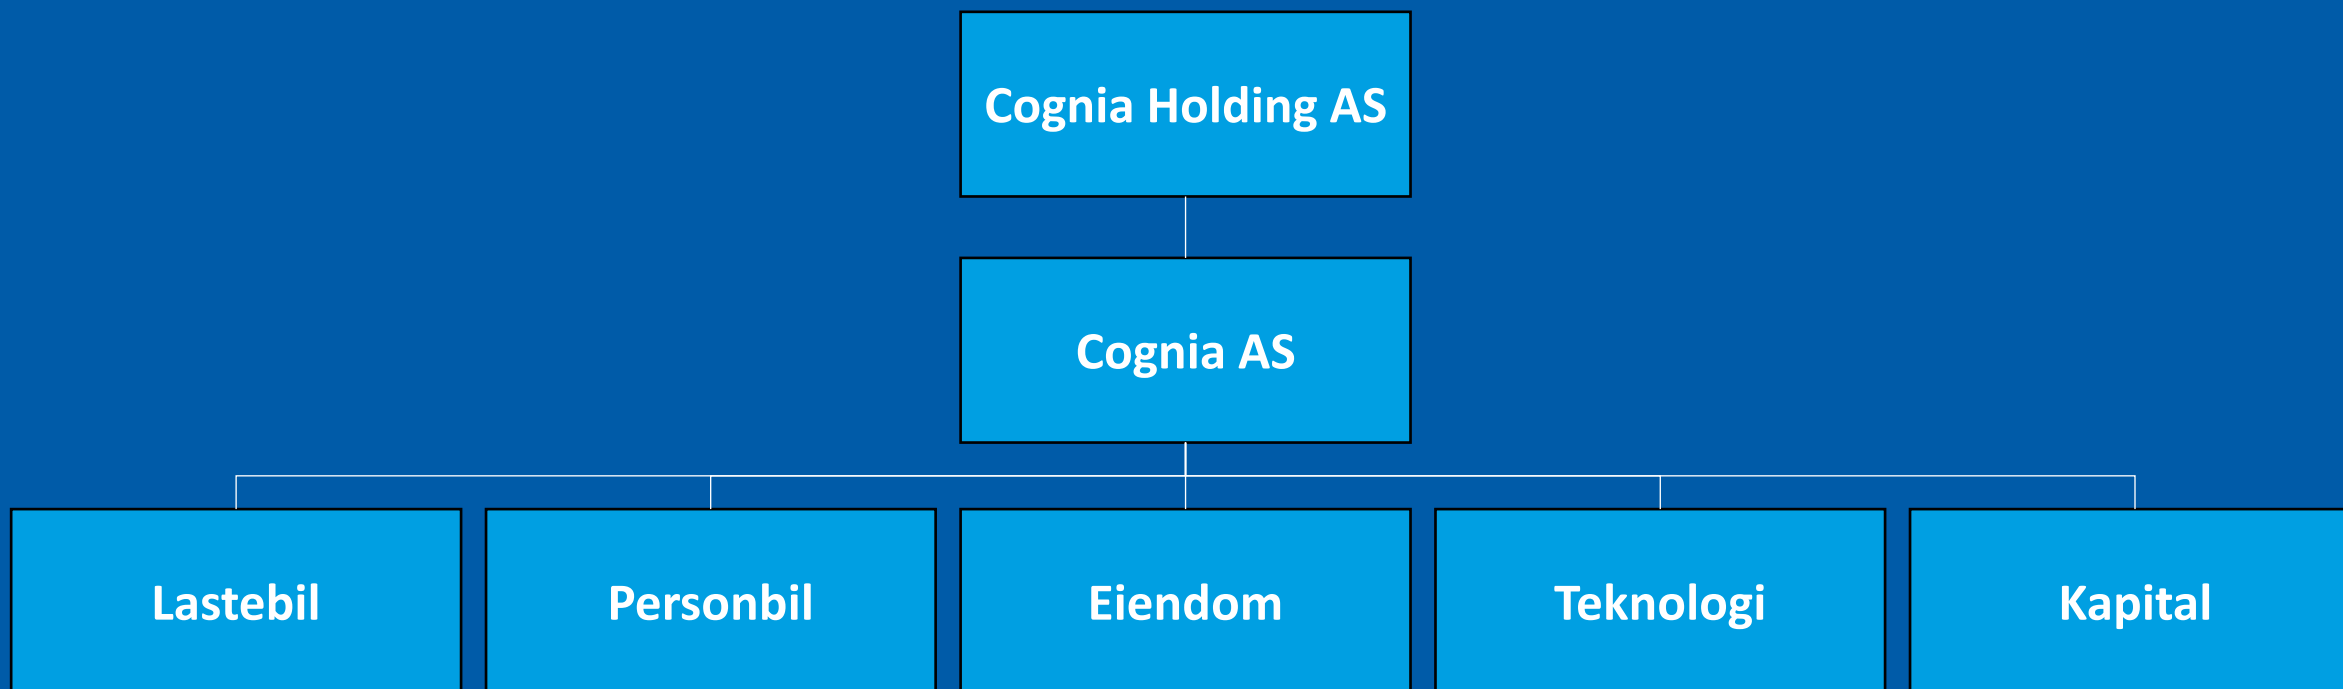 Cognia Holding AS
Cognia AS
Lastebil
Personbil
Eiendom
Teknologi
Kapital